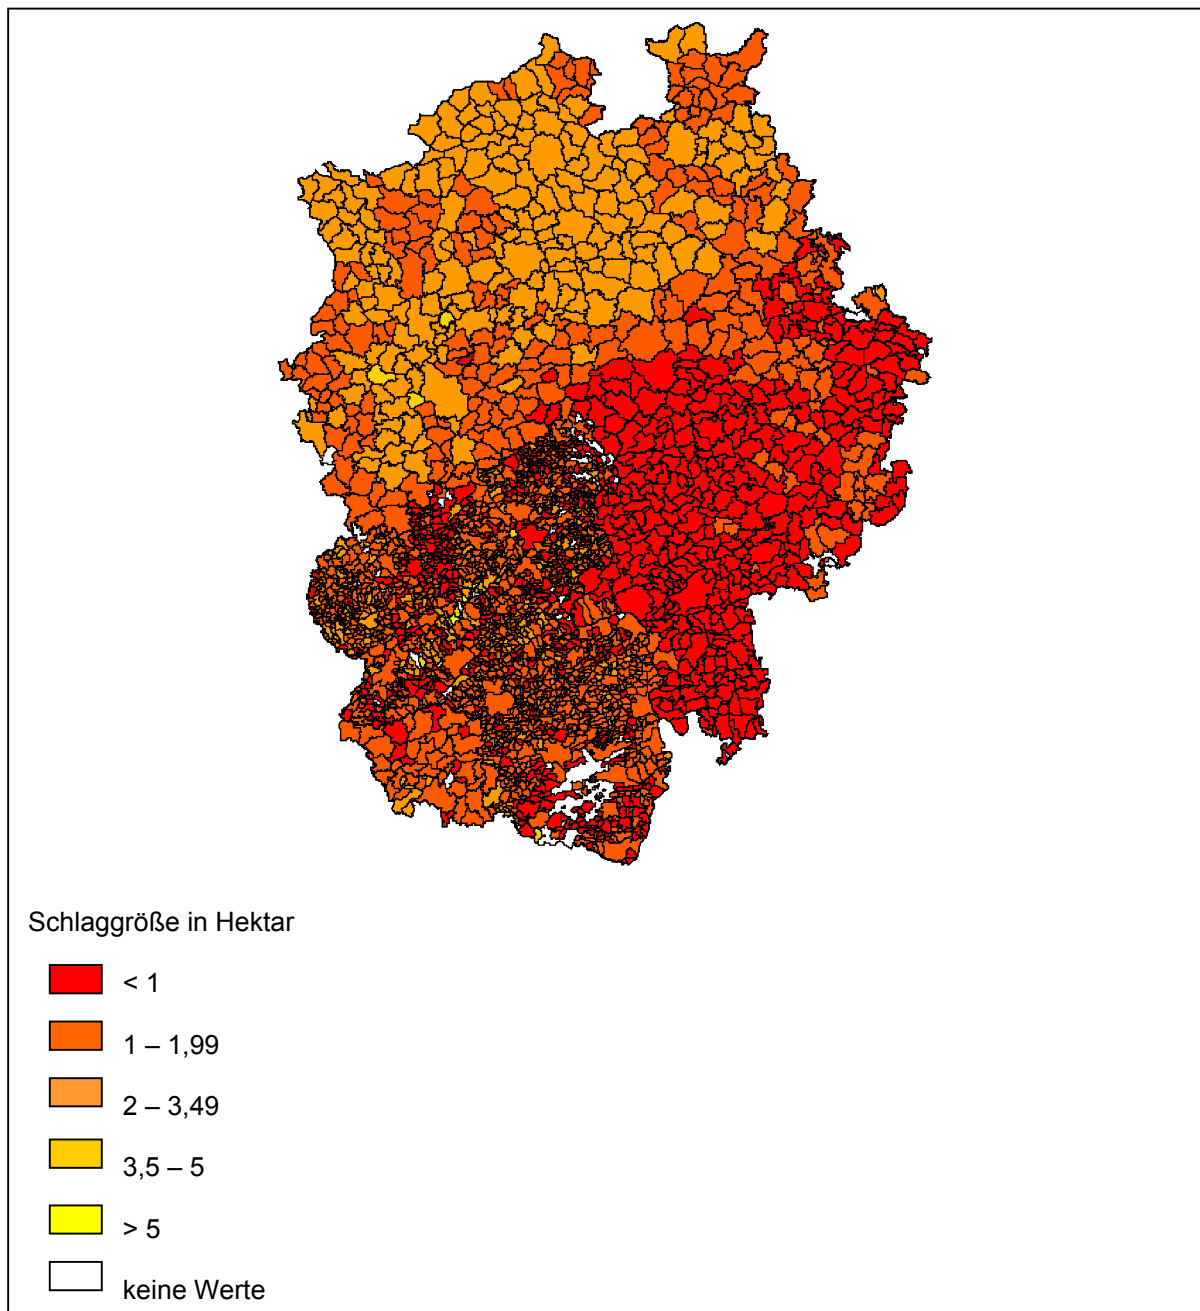 Schlaggröße in Hektar
< 1
1 – 1,99
2 – 3,49
3,5 – 5
> 5
keine Werte